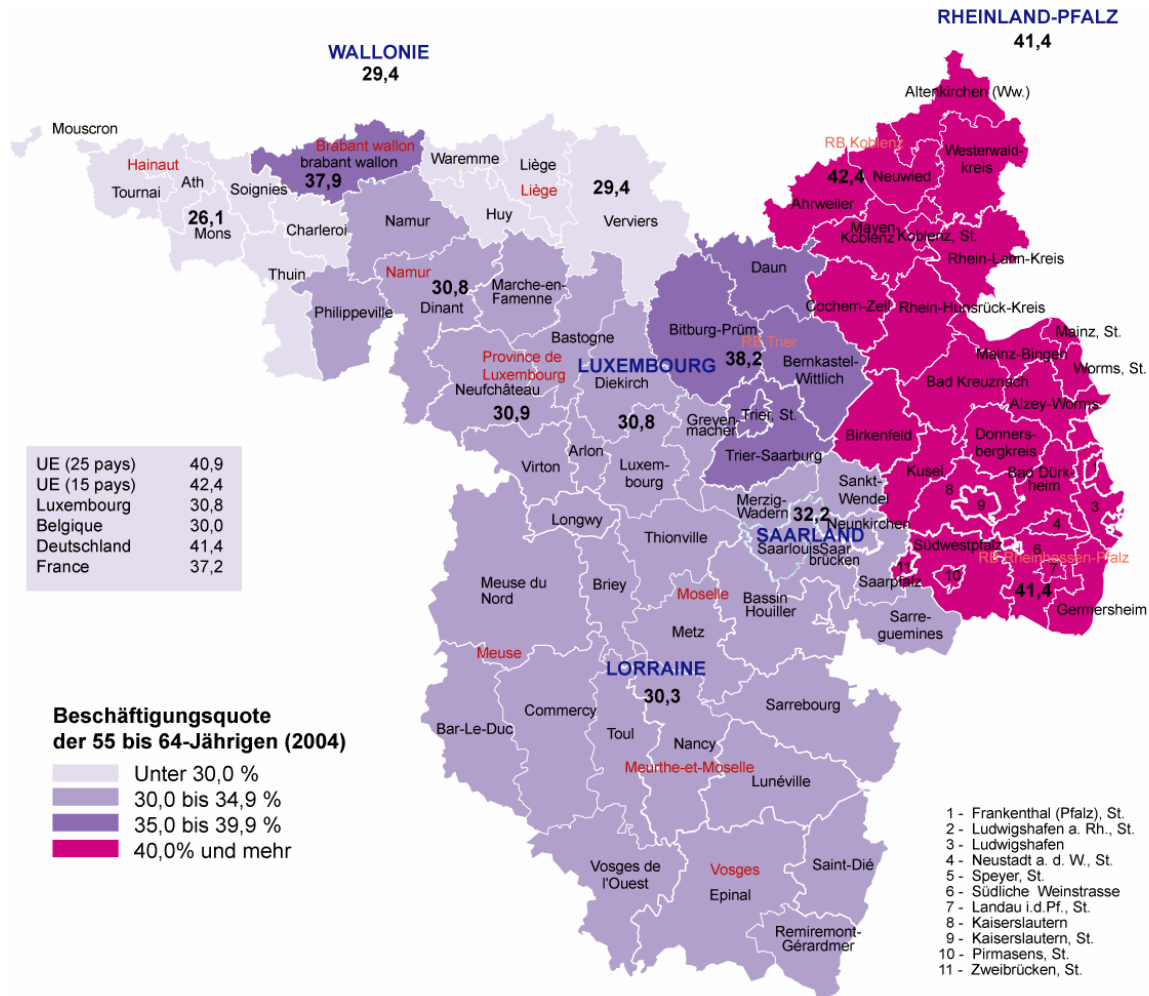 RHEINLAND-PFALZ
41,4
WALLONIE
29,4
Altenkirchen (Ww.)
Mouscron
Brabant wallon
brabant wallon
37,9
Hainaut
Tournai
Ath
Soignies
26,1
Mons
Charleroi
Thuin
Waremme
Liège
Liège
Huy
29,4
Verviers
RB Koblenz
42,4
Neuwied
Westerwald-
kreis
Ahrweiler
Mayen-
Koblenz
Koblenz, St.
Rhein-Lahn-Kreis
Namur
Namur
30,8
Dinant
Philippeville
Marche-en-
Famenne
Daun
Cochem-Zell
Rhein-Hunsrück-Kreis
Bitburg-Prüm
RB Trier
38,2
Bernkastel-
Wittlich
Mainz, St.
Mainz-Bingen
Worms, St.
Bad Kreuznach
Alzey-Worms
Bastogne
Province de
Luxembourg
Neufchâteau
30,9
LUXEMBOURG
Diekirch
30,8
Greven-
macher
Trier, St.
Trier-Saarburg
Birkenfeld
Donners-
bergkreis
Kusel
Bad Dürk-
heim
1
8
9
3
4
Virton
Arlon
Luxem-
bourg
Merzig-
Wadern
Sankt-
Wendel
32,2
Neunkirchen
SAARLAND
Saarlouis
Saar
brücken
Saarpfalz
Südwestpfalz
6
RB Rheinhessen-Pfalz
7
11
10
41,4
Germersheim
UE (25 pays) 40,9
UE (15 pays) 42,4
Luxembourg 30,8
Belgique 30,0
Deutschland 41,4
France 37,2
Longwy
Thionville
Meuse du
Nord
Briey
Moselle
Metz
Bassin
Houiller
Sarre-
guemines
Meuse
LORRAINE
30,3
Bar-Le-Duc
Commercy
Toul
Nancy
Sarrebourg
Meurthe-et-Moselle
Lunéville
Vosges de
l'Ouest
Vosges
Epinal
Saint-Dié
Remiremont-
Gérardmer
Beschäftigungsquote
der 55 bis 64-Jährigen (2004)
Unter 30,0 %
30,0 bis 34,9 %
35,0 bis 39,9 %
40,0% und mehr
1 - Frankenthal (Pfalz), St.
2 - Ludwigshafen a. Rh., St.
3 - Ludwigshafen
4 - Neustadt a. d. W., St.
5 - Speyer, St.
6 - Südliche Weinstrasse
7 - Landau i.d.Pf., St.
8 - Kaiserslautern
9 - Kaiserslautern, St.
10 - Pirmasens, St.
11 - Zweibrücken, St.